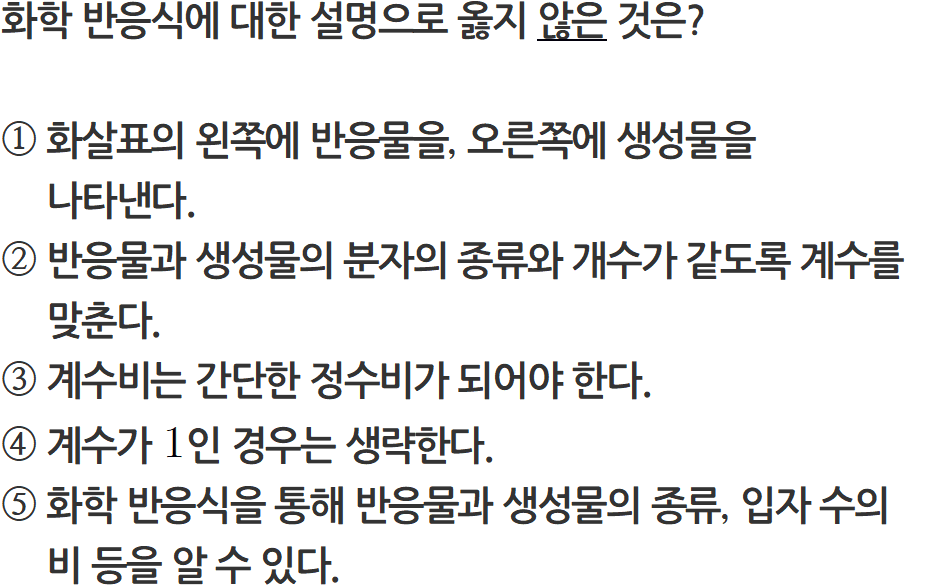 화학 반응식에 대한 설명으로 옳지 않은 것은?
① 화살표의 왼쪽에 반응물을, 오른쪽에 생성물을
나타낸다.
② 반응물과 생성물의 분자의 종류와 개수가 같도록 계수를
맞춘다.
③ 계수비는 간단한 정수비가 되어야 한다.
④ 계수가 1인 경우는 생략한다.
⑤ 화학 반응식을 통해 반응물과 생성물의 종류, 입자 수의
비 등을 알 수 있다.